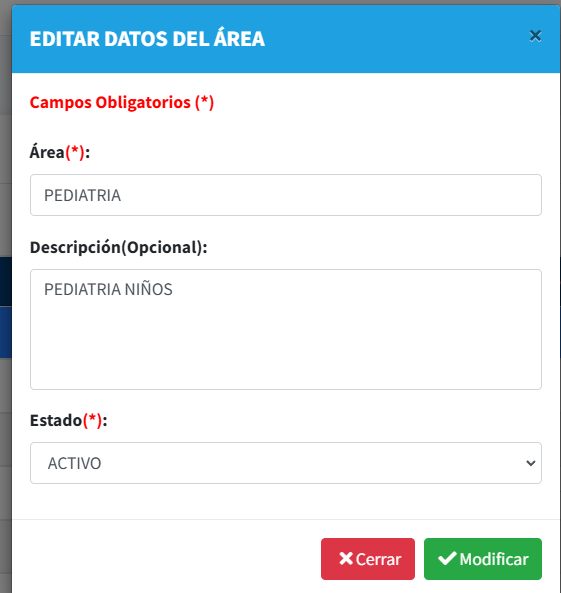 EDITAR DATOS DEL ÁREA ×
Campos Obligatorios (*)
Área(*):
PEDIATRIA
Descripción(Opcional):
PEDIATRIA NIÑOS
Estado(*):
ACTIVO
Cerrar Modificar